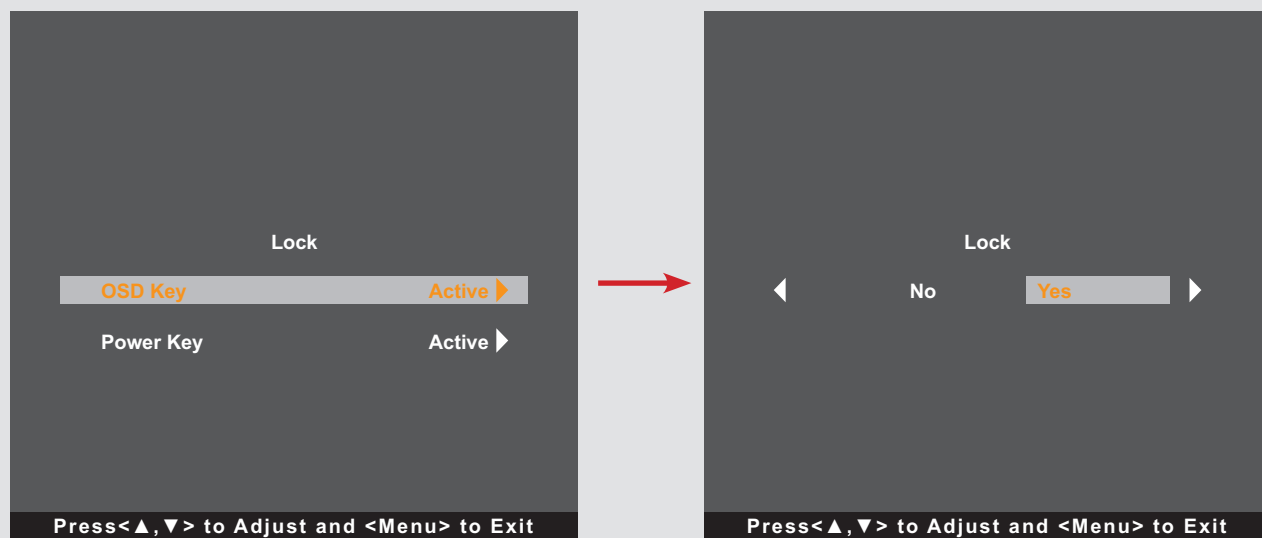 Lock
OSD Key Active
Power Key Active
Press<▲,▼> to Adjust and <Menu> to Exit
Lock
No Yes
Press<▲,▼> to Adjust and <Menu> to Exit